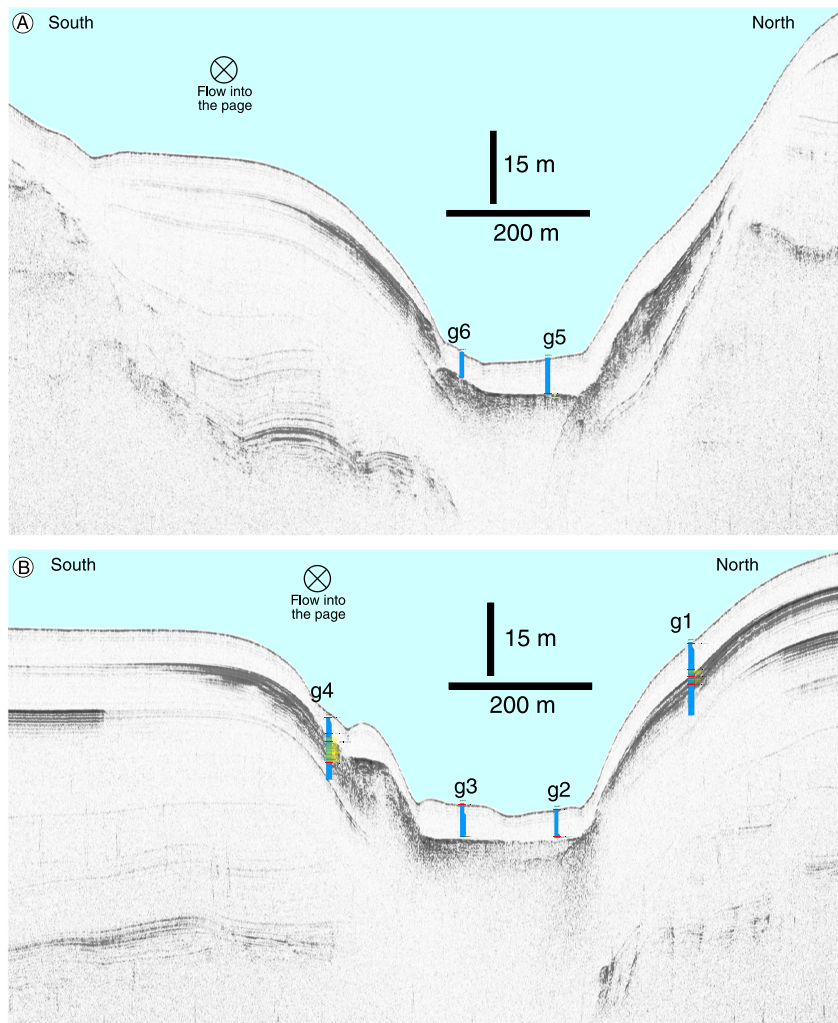 A South North
Flow into
the page
15 m
200 m
g6 g5
B South North
Flow into
the page
15 m
g1
200 m
g4
g3 g2